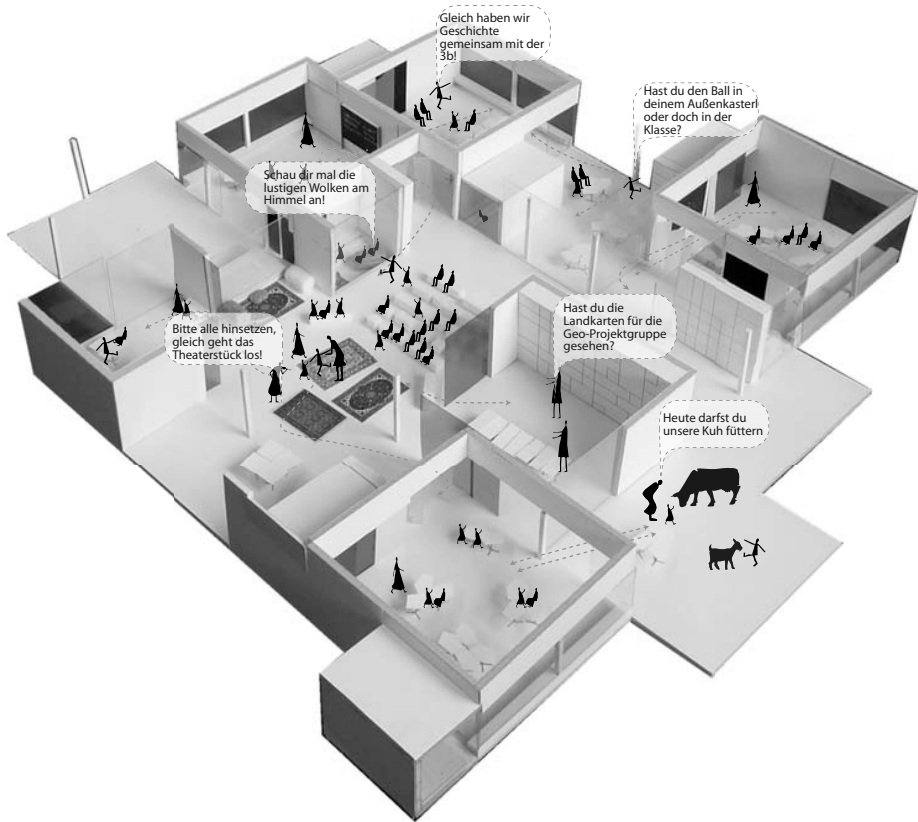 Gleich haben wir
Geschichte
gemeinsam mit der
3b!
Hast du den Ball in
deinem Außenkasterl
oder doch in der
Klasse?
Schau dir mal die
lustigen Wolken am
Himmel an!
Bitte alle hinsetzen,
gleich geht das
Theaterstück los!
Hast du die
Landkarten für die
Geo-Projektgruppe
gesehen?
Heute darfst du
unsere Kuh füttern